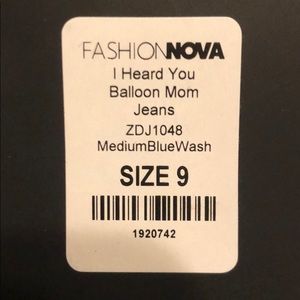 FASHIONNOVA
I Heard You
Balloon Mom
Jeans
ZDJ1048
MediumBlueWash
SIZE 9
1920742